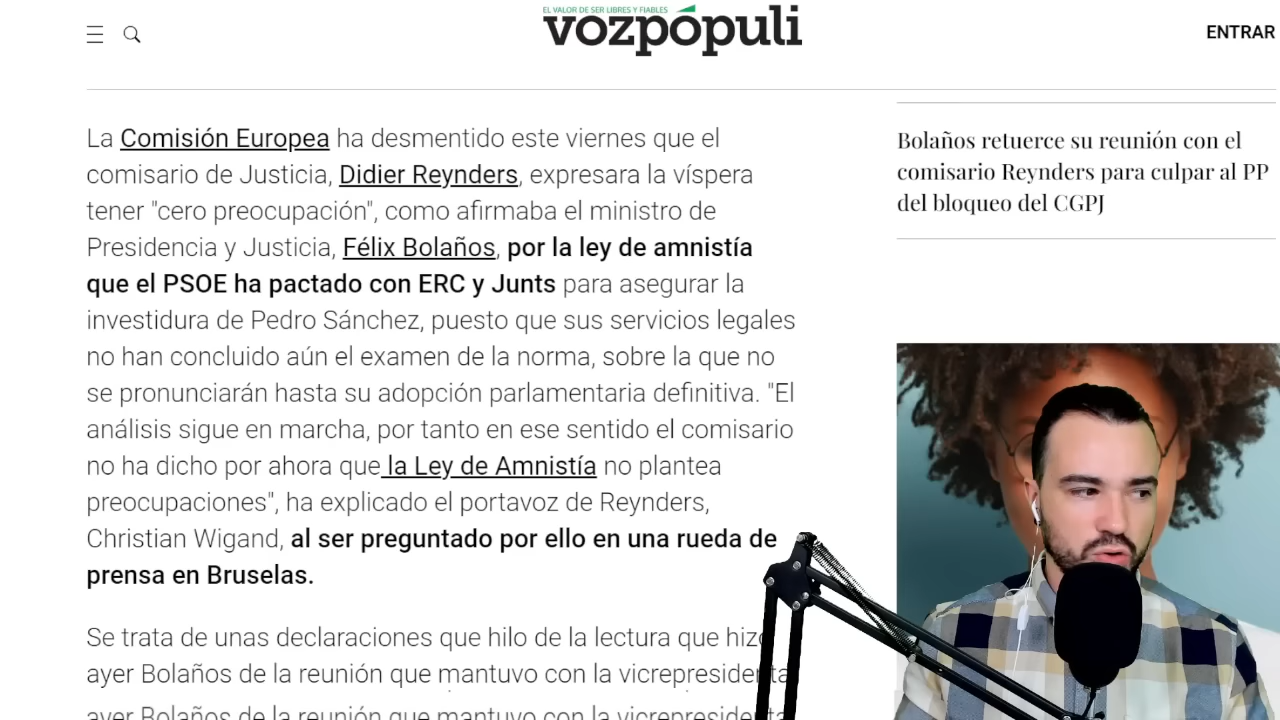 EL VALOR DE SER LIBRES Y FIABLES
vozpópuli
ENTRAR
La Comisión Europea ha desmentido este viernes que el
comisario de Justicia, Didier Reynders, expresara la víspera
tener "cero preocupación", como afirmaba el ministro de
Presidencia y Justicia, Félix Bolaños, por la ley de amnistía
que el PSOE ha pactado con ERC y Junts para asegurar la
investidura de Pedro Sánchez, puesto que sus servicios legales
no han concluido aún el examen de la norma, sobre la que no
se pronunciarán hasta su adopción parlamentaria definitiva. "El
análisis sigue en marcha, por tanto en ese sentido el comisario
no ha dicho por ahora que la Ley de Amnistía no plantea
preocupaciones", ha explicado el portavoz de Reynders,
Christian Wigand, al ser preguntado por ello en una rueda de
prensa en Bruselas.
Se trata de unas declaraciones que hilo de la lectura que hizo
ayer Bolaños de la reunión que mantuvo con la vicrepresidenta
ayer Bolaños de la reunión que mantuvo con la vicrepresidenta
Bolaños retuerce su reunión con el
comisario Reynders para culpar al PP
del bloqueo del CGPJ